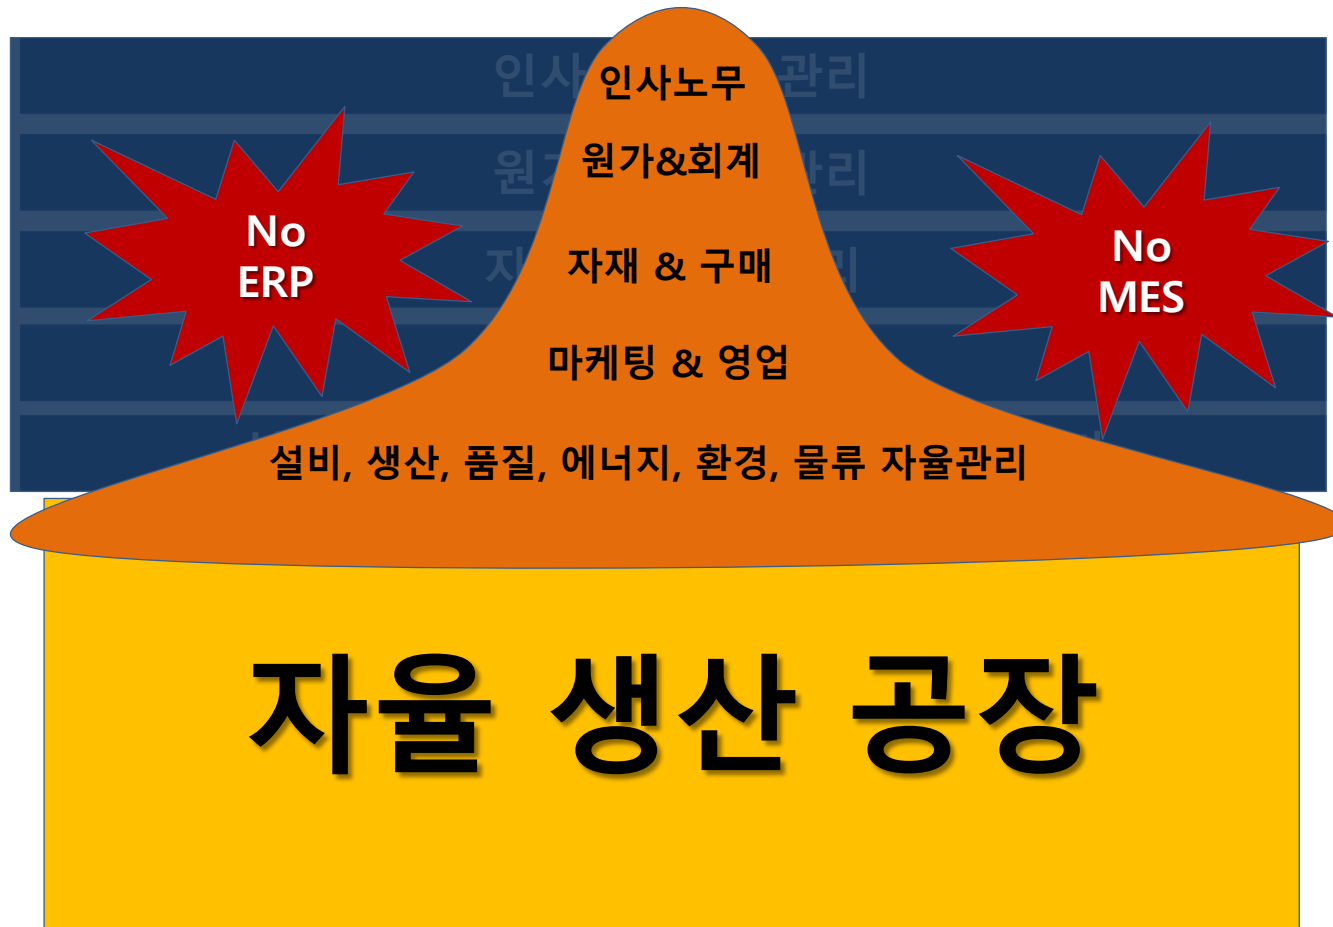 인사노무
관리
원가&회계
No
ERP
자재 & 구매
No
MES
마케팅 & 영업
설비, 생산, 품질, 에너지, 환경, 물류 자율관리
자율 생산 공장